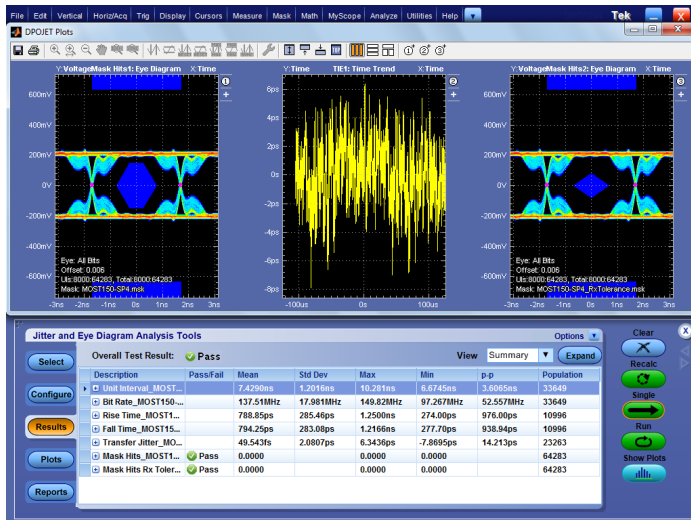 File Edit Vertical Horiz/Acq Trig Display Cursors Measure Mask Math MyScope Analyze Utilities Help Tek
DPOJET Plots
Y:Voltage Mask Hits1: Eye Diagram X:Time
600mV
400mV
200mV
0V
-200mV
-400mV
-600mV
Eye: All Bits
Offset: 0.006
UIs:8000:64283, Total:8000:64283
Mask: MOST150-SP4.msk
-3ns -2ns -1ns 0s 1ns 2ns 3ns
1
Y:Time TIE1: Time Trend X:Time
6ps
4ps
2ps
0s
-2ps
-4ps
-6ps
-8ps
-100us 0s 100us
2
Y:Voltage Mask Hits2: Eye Diagram X:Time
600mV
400mV
200mV
0V
-200mV
-400mV
-600mV
Eye: All Bits
Offset: 0.006
UIs:8000:64283, Total:8000:64283
Mask: MOST150-SP4_RxTolerance.msk
-3ns -2ns -1ns 0s 1ns 2ns 3ns
3
Jitter and Eye Diagram Analysis Tools Options
Select
Configure
Results
Plots
Reports
Overall Test Result: Pass View Summary Expand
Description Pass/Fail Mean Std Dev Max Min p-p Population
Unit Interval_MOST... 7.4290ns 1.2016ns 10.281ns 6.6745ns 3.6065ns 33649
Bit Rate_MOST150-... 137.51MHz 17.981MHz 149.82MHz 97.267MHz 52.557MHz 33649
Rise Time_MOST1... 788.85ps 285.46ps 1.2500ns 274.00ps 976.00ps 10996
Fall Time_MOST15... 794.25ps 283.08ps 1.2166ns 277.70ps 938.94ps 10996
Transfer Jitter_MO... 49.543fs 2.0807ps 6.3436ps -7.8695ps 14.213ps 23263
Mask Hits_MOST1... Pass 0.0000 0.0000 0.0000 64283
Mask Hits Rx Toler... Pass 0.0000 0.0000 0.0000 64283
Clear
Recalc
Single
Run
Show Plots